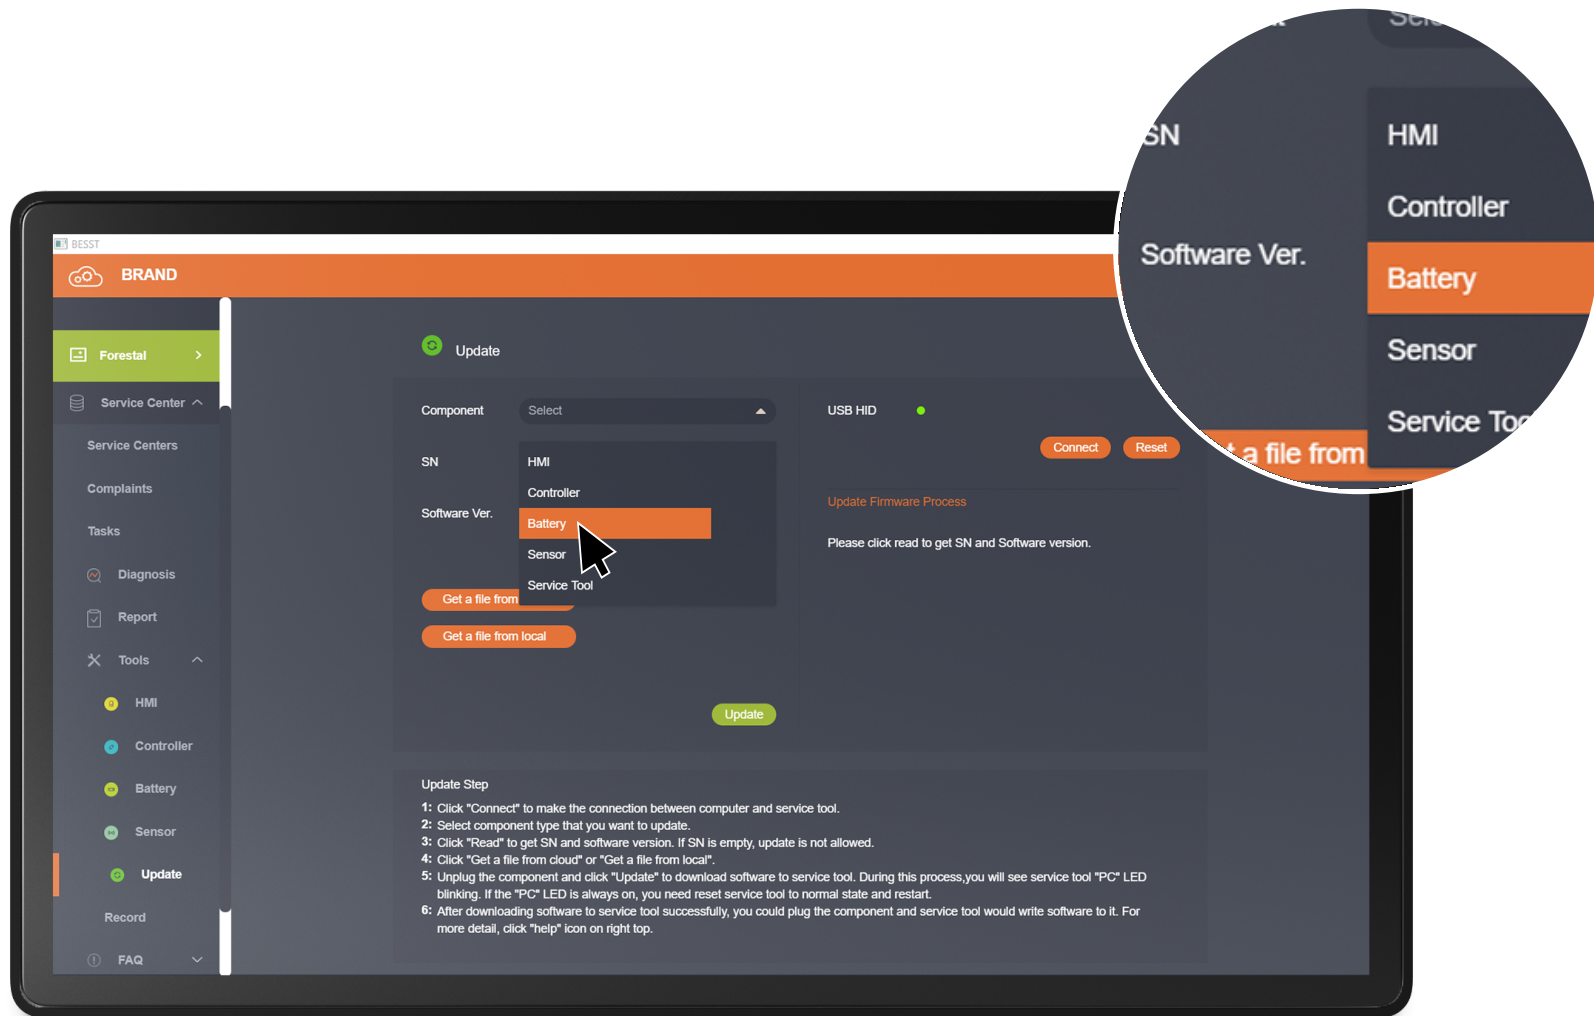 BESST
BRAND
Forestal
Service Center
Service Centers
Complaints
Tasks
Diagnosis
Report
Tools
HMI
Controller
Battery
Sensor
Update
Record
FAQ
Update
Component
Select
SN
HMI
Controller
Software Ver.
Battery
Sensor
Service Tool
Get a file from
Get a file from local
Update
USB HID
Connect
Reset
Update Firmware Process
Please click read to get SN and Software version.
Update Step
1: Click "Connect" to make the connection between computer and service tool.
2: Select component type that you want to update.
3: Click "Read" to get SN and software version. If SN is empty, update is not allowed.
4: Click "Get a file from cloud" or "Get a file from local".
5: Unplug the component and click "Update" to download software to service tool. During this process,you will see service tool "PC" LED
blinking. If the "PC" LED is always on, you need reset service tool to normal state and restart.
6: After downloading software to service tool successfully, you could plug the component and service tool would write software to it. For
more detail, click "help" icon on right top.
SN
HMI
Controller
Software Ver.
Battery
Sensor
Service
a file from